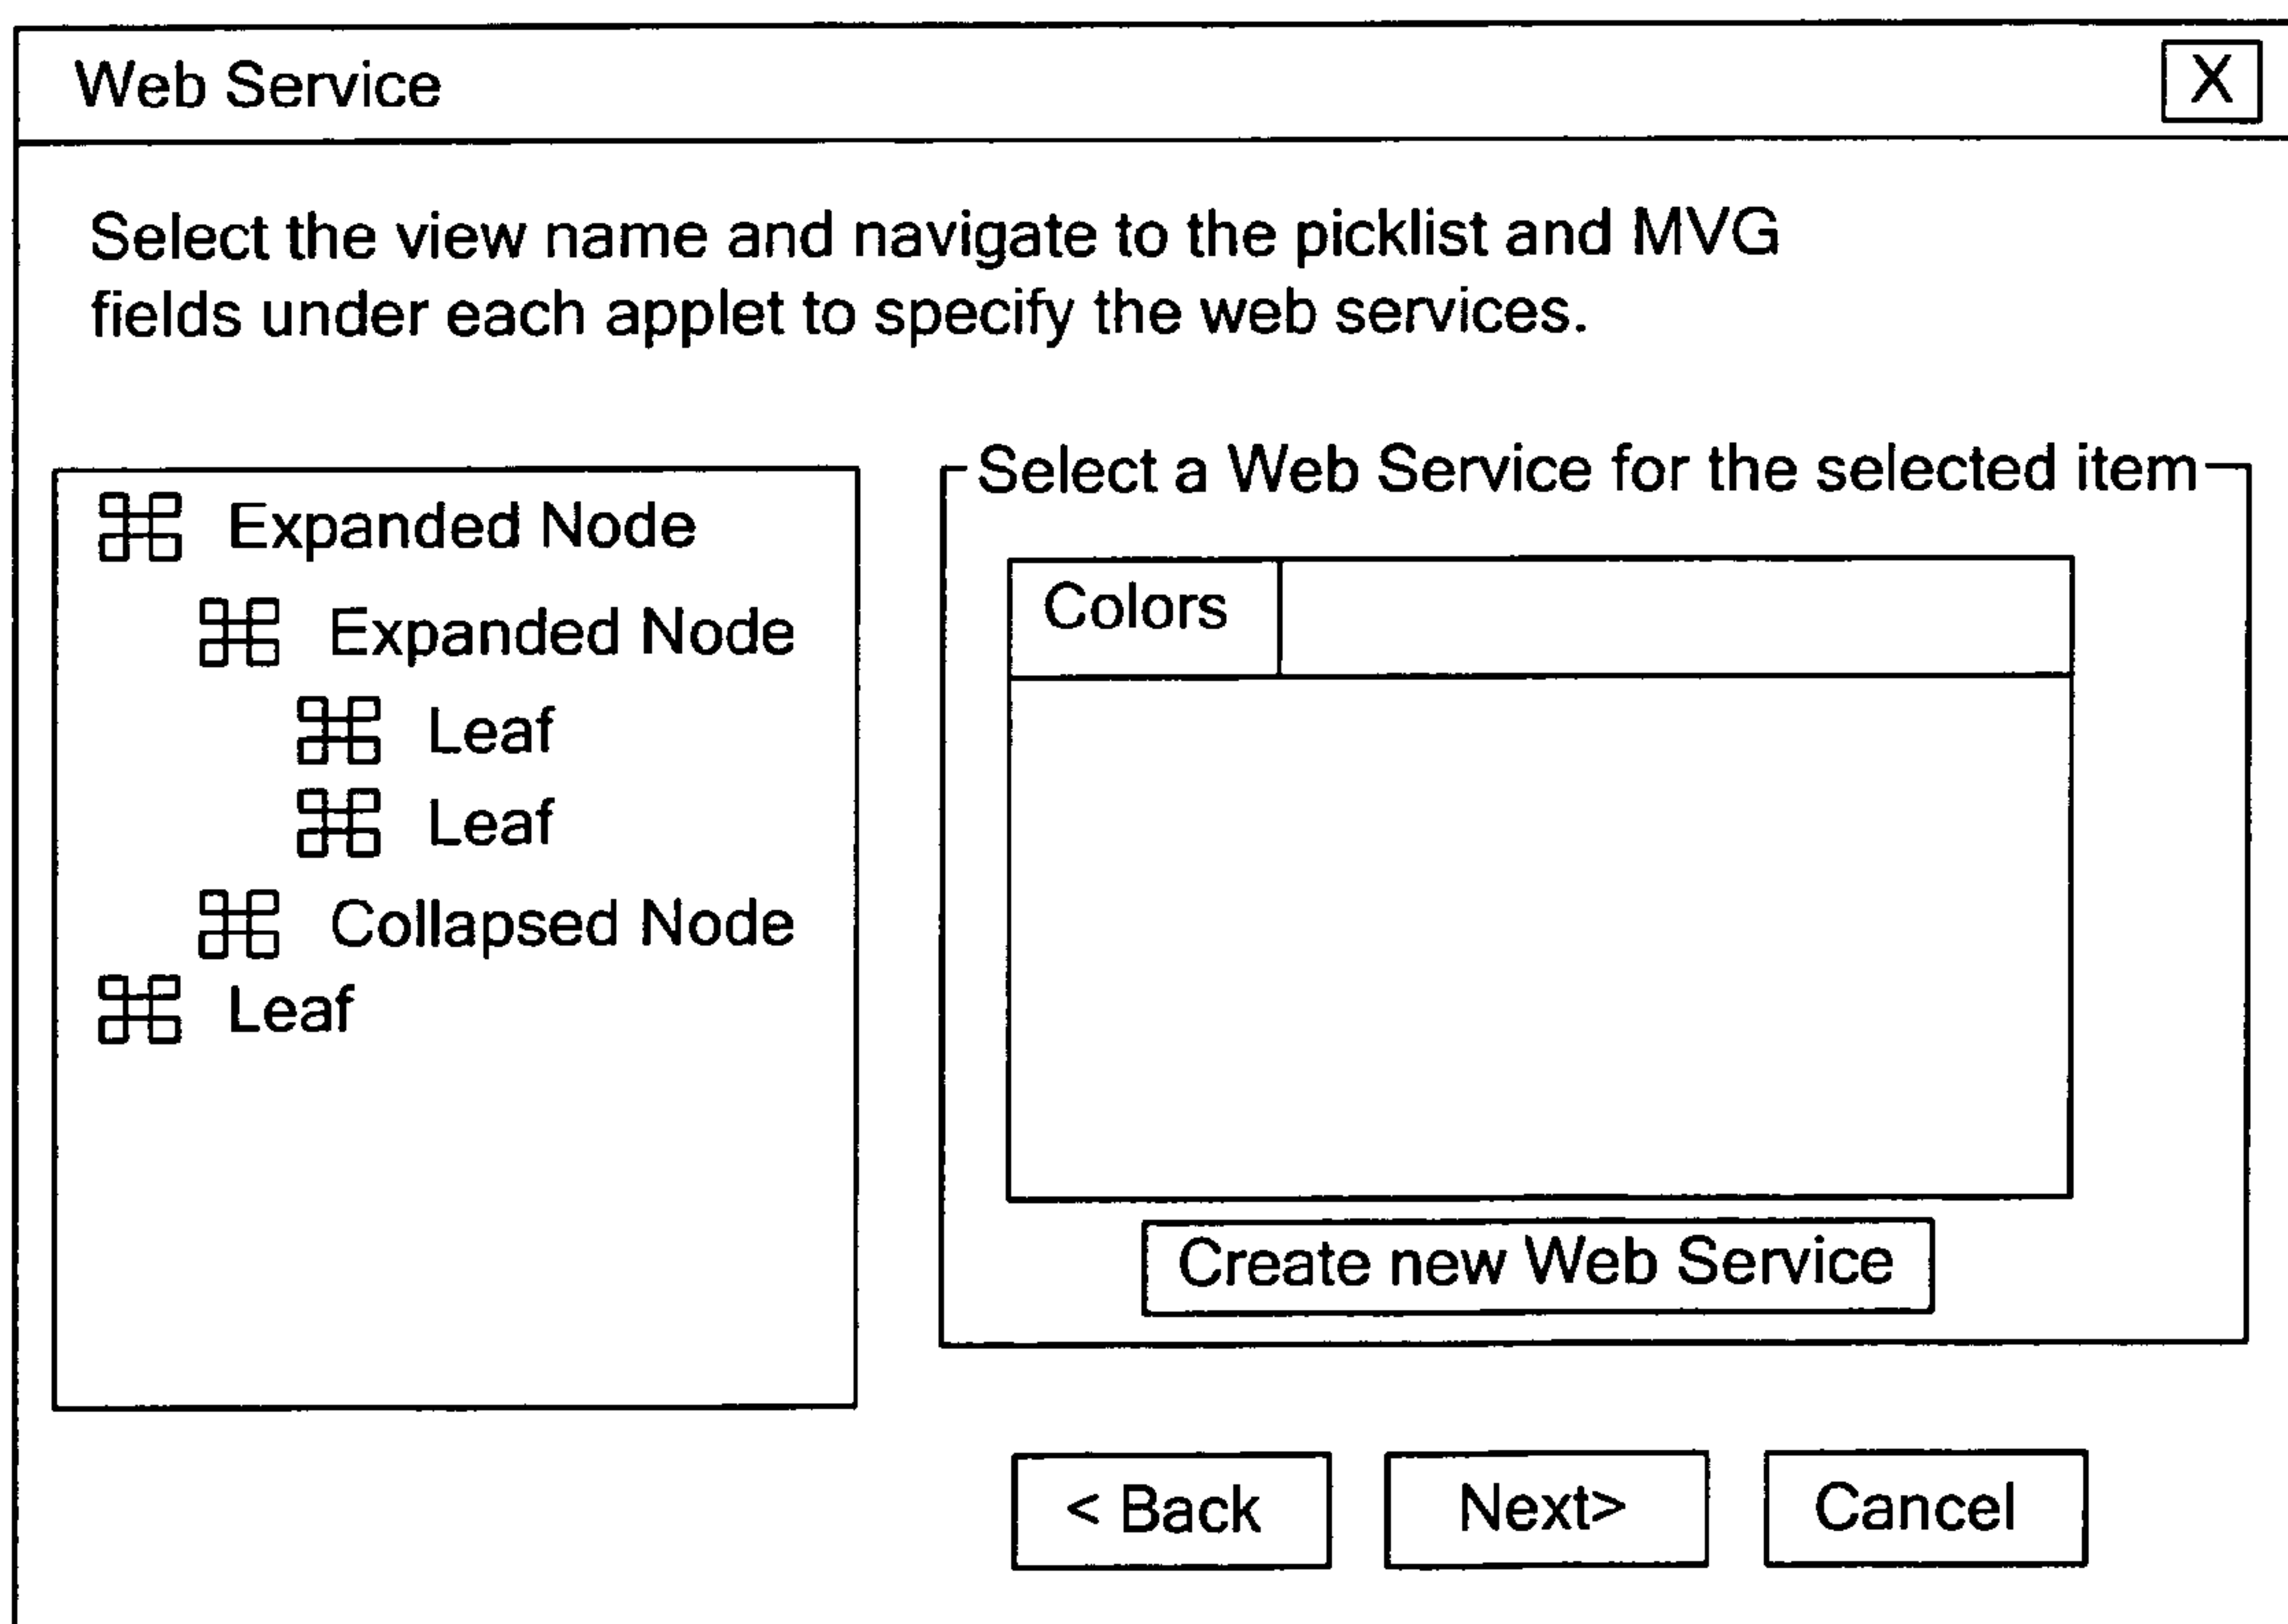 Web Service
X
Select the view name and navigate to the picklist and MVG
fields under each applet to specify the web services.
Expanded Node
Expanded Node
Leaf
Leaf
Collapsed Node
Leaf
Select a Web Service for the selected item
Colors
Create new Web Service
< Back
Next>
Cancel